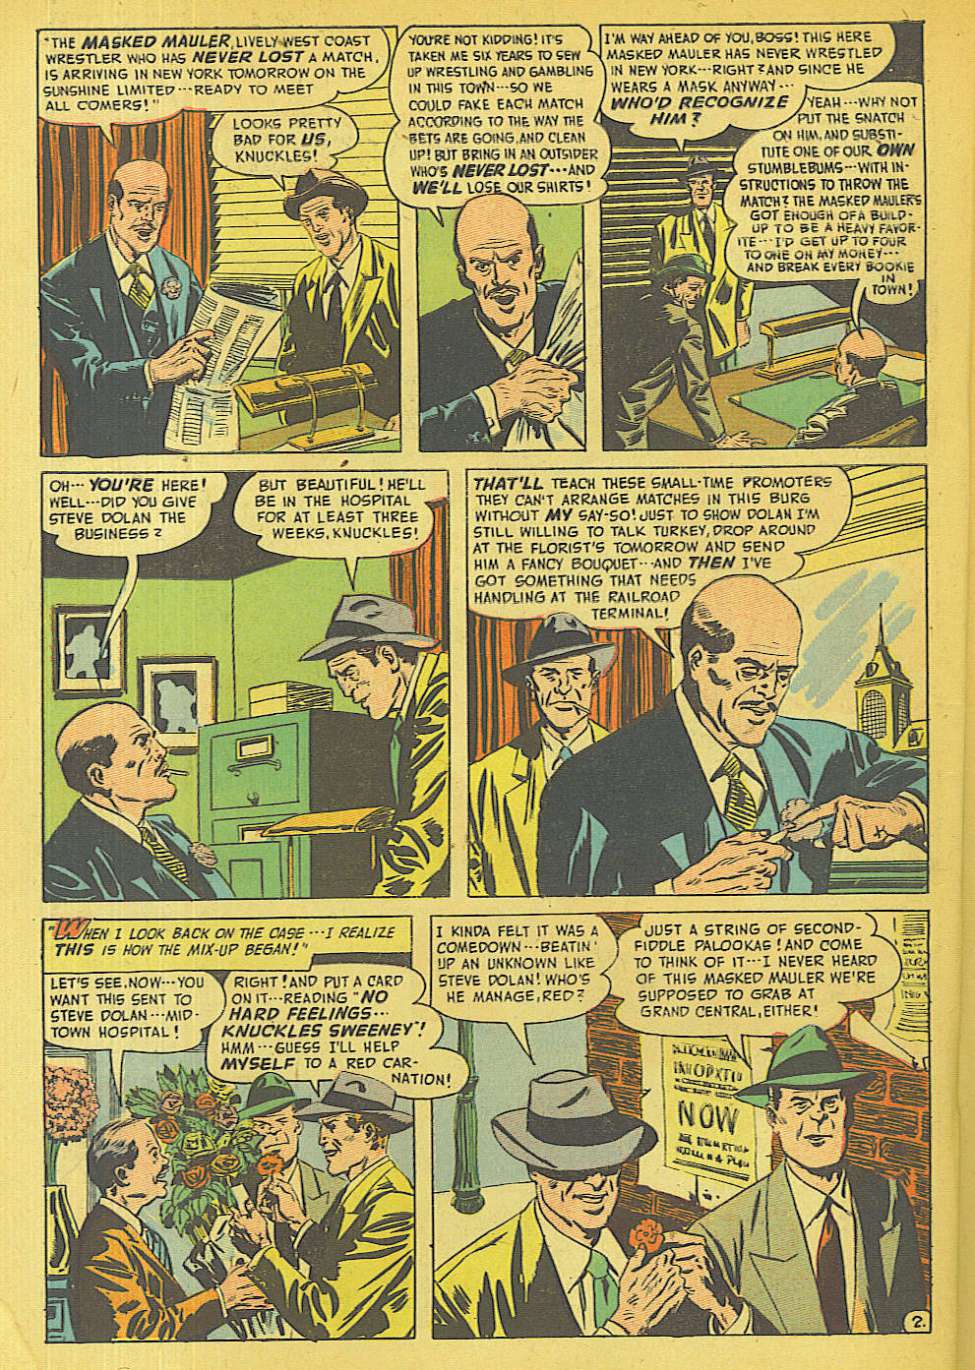 "THE MASKED MAULER, LIVELY WEST COAST
WRESTLER WHO HAS NEVER LOST A MATCH,
IS ARRIVING IN NEW YORK TOMORROW ON THE
SUNSHINE LIMITED---READY TO MEET
ALL COMERS!"
LOOKS PRETTY
BAD FOR US,
KNUCKLES!
YOU'RE NOT KIDDING! IT'S
TAKEN ME SIX YEARS TO SEW
UP WRESTLING AND GAMBLING
IN THIS TOWN---SO WE
COULD FAKE EACH MATCH
ACCORDING TO THE WAY THE
BETS ARE GOING, AND CLEAN
UP! BUT BRING IN AN OUTSIDER
WHO'S NEVER LOST---AND
WE'LL LOSE OUR SHIRTS!
I'M WAY AHEAD OF YOU, BOSS! THIS HERE
MASKED MAULER HAS NEVER WRESTLED
IN NEW YORK---RIGHT? AND SINCE HE
WEARS A MASK ANYWAY---
WHO'D RECOGNIZE
HIM?
YEAH---WHY NOT
PUT THE SNATCH
ON HIM, AND SUBSTI-
TUTE ONE OF OUR OWN
STUMBLEBUMS---WITH IN-
STRUCTIONS TO THROW THE
MATCH? THE MASKED MAULER'S
GOT ENOUGH OF A BUILD-
UP TO BE A HEAVY FAVOR-
ITE---I'D GET UP TO FOUR
TO ONE ON MY MONEY---
AND BREAK EVERY BOOKIE
IN
TOWN!
OH--- YOU'RE HERE!
WELL---DID YOU GIVE
STEVE DOLAN THE
BUSINESS?
BUT BEAUTIFUL! HE'LL
BE IN THE HOSPITAL
FOR AT LEAST THREE
WEEKS, KNUCKLES!
THAT'LL TEACH THESE SMALL-TIME PROMOTERS
THEY CAN'T ARRANGE MATCHES IN THIS BURG
WITHOUT MY SAY-SO! JUST TO SHOW DOLAN I'M
STILL WILLING TO TALK TURKEY, DROP AROUND
AT THE FLORIST'S TOMORROW AND SEND
HIM A FANCY BOUQUET---AND THEN I'VE
GOT SOMETHING THAT NEEDS
HANDLING AT THE RAILROAD
TERMINAL!
"WHEN I LOOK BACK ON THE CASE---I REALIZE
THIS IS HOW THE MIX-UP BEGAN!"
LET'S SEE, NOW---YOU
WANT THIS SENT TO
STEVE DOLAN---MID-
TOWN HOSPITAL!
RIGHT! AND PUT A CARD
ON IT---READING "NO
HARD FEELINGS---
KNUCKLES SWEENEY"!
HMM---GUESS I'LL HELP
MYSELF TO A RED CAR-
NATION!
I KINDA FELT IT WAS A
COMEDOWN---BEATIN'
UP AN UNKNOWN LIKE
STEVE DOLAN! WHO'S
HE MANAGE, RED?
JUST A STRING OF SECOND-
FIDDLE PALOOKAS! AND COME
TO THINK OF IT---I NEVER HEARD
OF THIS MASKED MAULER WE'RE
SUPPOSED TO GRAB AT
GRAND CENTRAL, EITHER!
NOW
2.